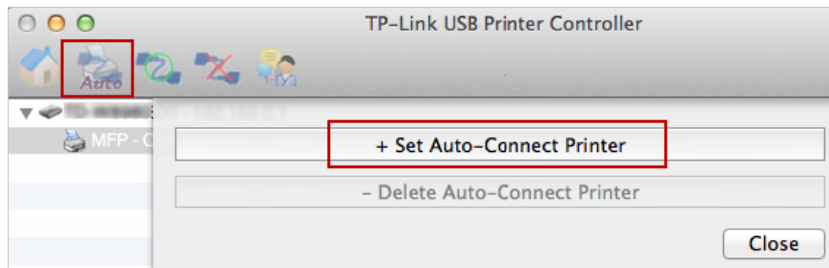 TP-Link USB Printer Controller
Auto
MFP - C
+ Set Auto-Connect Printer
- Delete Auto-Connect Printer
Close